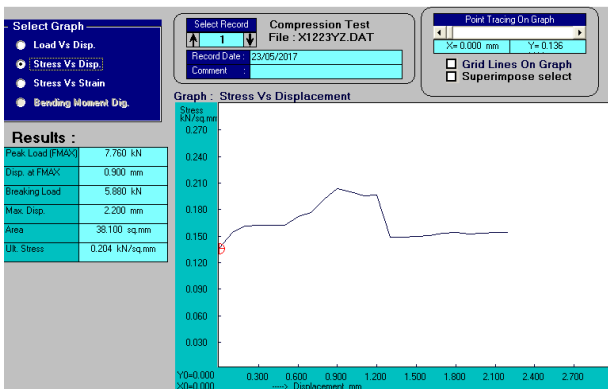 Select Graph
Load Vs Disp.
Stress Vs Disp.
Stress Vs Strain
Bending Moment Dig.
Select Record
1
Compression Test
File : X1223YZ.DAT
Record Date : 23/05/2017
Comment :
Point Tracing On Graph
X= 0.000 mm Y= 0.136
Grid Lines On Graph
Superimpose select
Results :
Peak Load (FMAX) 7.760 kN
Disp. at FMAX 0.900 mm
Breaking Load 5.880 kN
Max. Disp. 2.200 mm
Area 38.100 sq.mm
Ult. Stress 0.204 kN/sq.mm
Graph : Stress Vs Displacement
Stress
kN/sq.mm
0.270
0.240
0.210
0.180
0.150
0.120
0.090
0.060
0.030
Y0=0.000
X0=0.000
0.300 0.600 0.900 1.200 1.500 1.800 2.100 2.400 2.700
----> Displacement mm